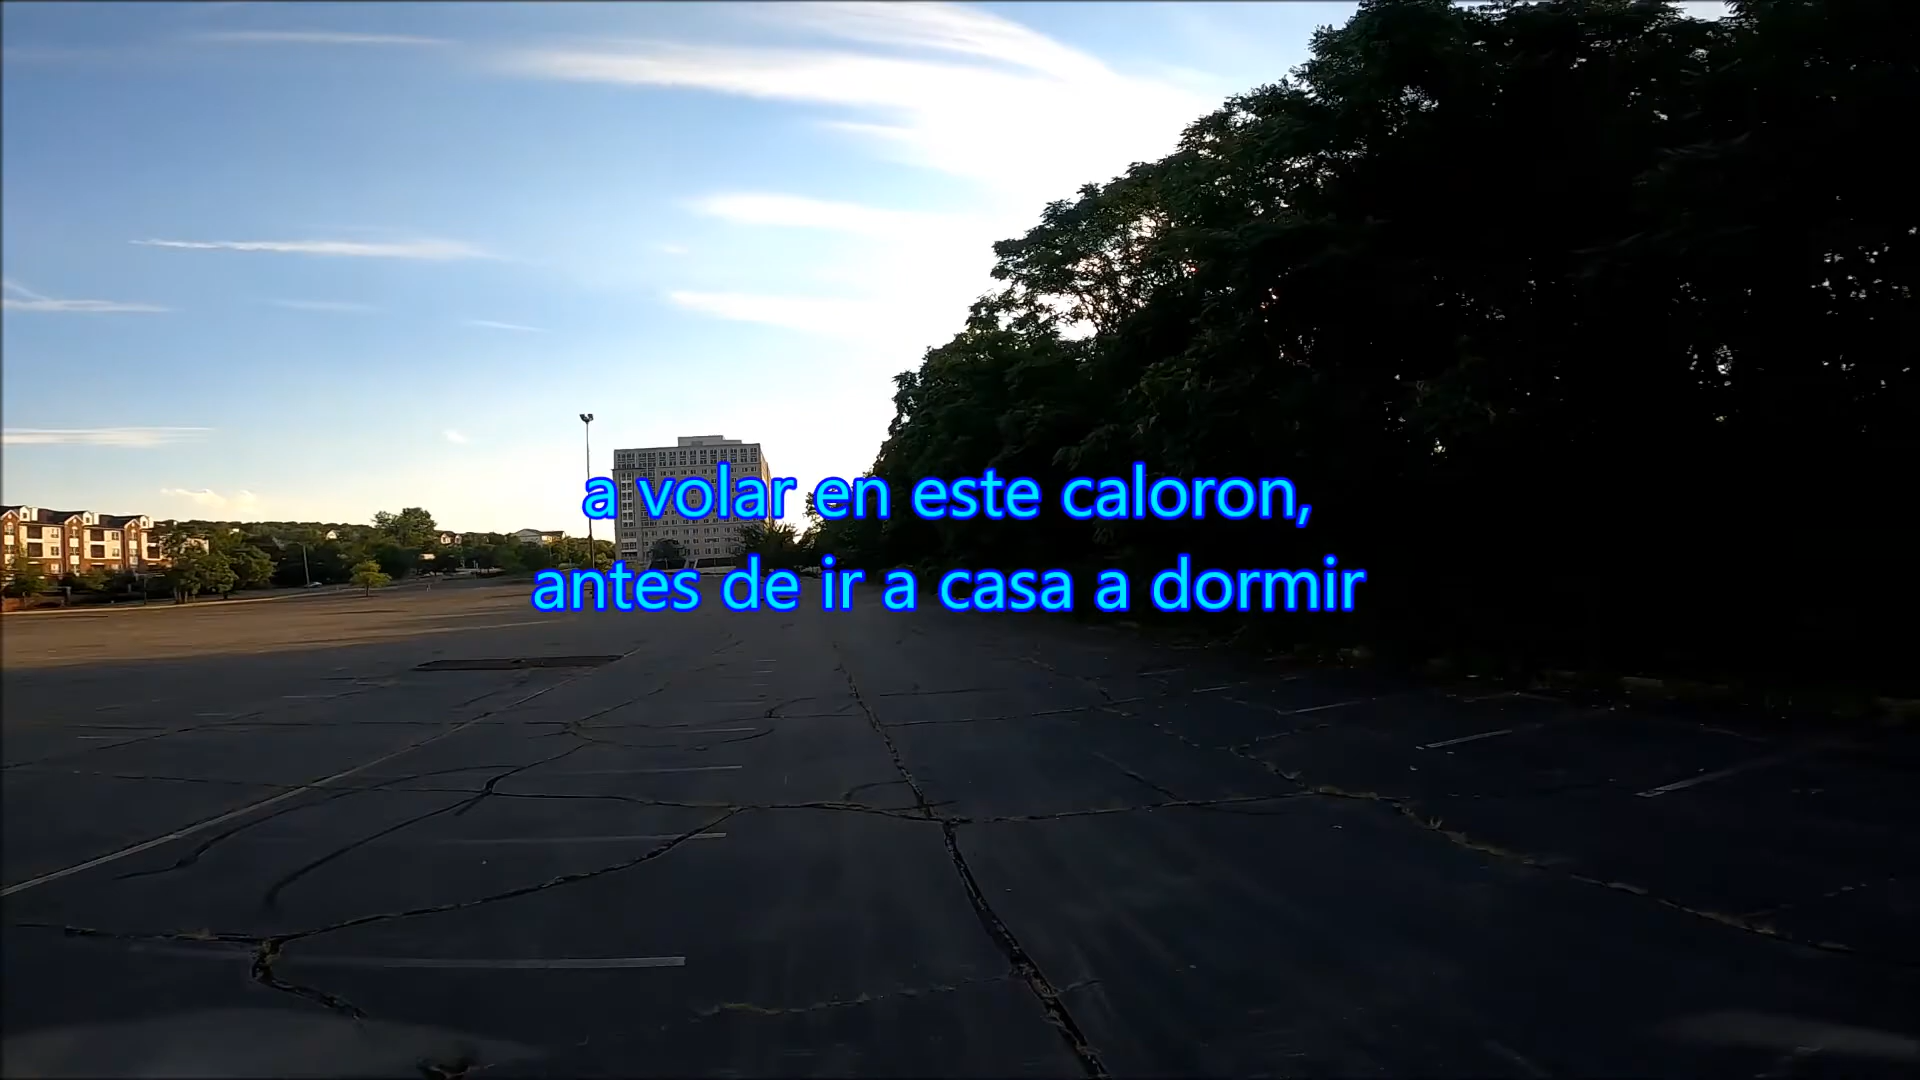 a volar en este caloron,
antes de ir a casa a dormir